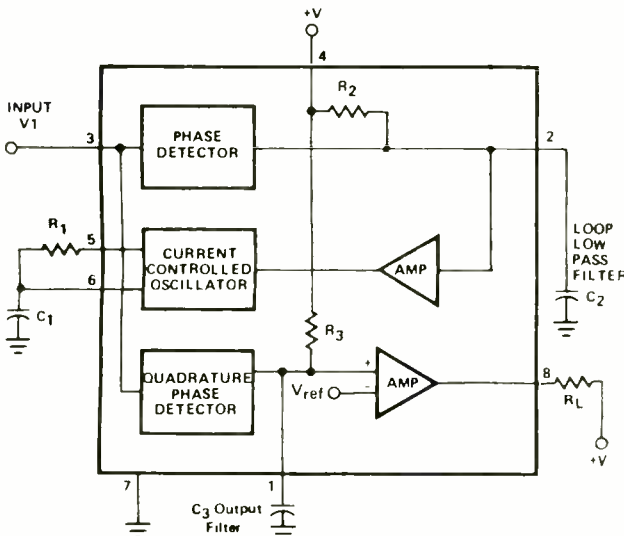 +V
4
INPUT
V1
3
PHASE
DETECTOR
R2
2
R1
5
6
C1
CURRENT
CONTROLLED
OSCILLATOR
AMP
LOOP
LOW
PASS
FILTER
C2
R3
QUADRATURE
PHASE
DETECTOR
+
-
Vref
AMP
8
RL
+V
7
1
C3 Output
Filter